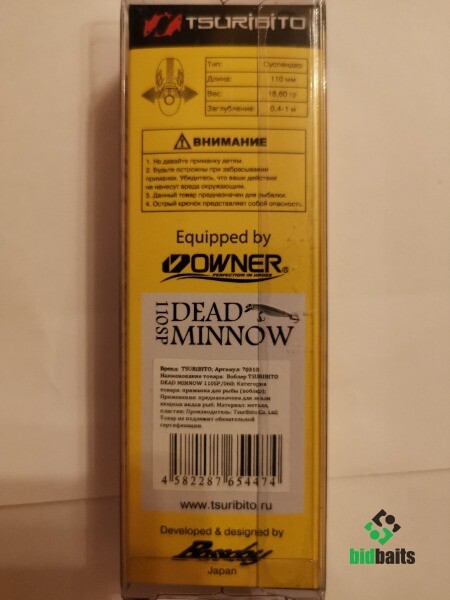 TSURIBITO
Тип: Суспендер
Длина: 110 мм
Вес: 18,60 гр
Заглубление: 0,4-1 м
ВНИМАНИЕ
1. Не давайте приманку детям.
2. Будьте осторожны при забрасывании
приманки. Убедитесь, что ваши действия
не нанесут вреда окружающим.
3. Данный товар предназначен для рыбалки.
4. Острый крючок представляет собой опасность.
Equipped by
OWNER®
PERFECTION IN HOOKS
110SP DEAD
MINNOW
Бренд: TSURIBITO; Артикул:
Наименование товара: Воблер TSURIBITO
DEAD MINNOW 110SP/060; Категория
товара: приманка для рыбы (воблер);
Применение: предназначен для ловли
хищных видов рыб; Материал: металл,
пластик; Производитель: Tsuribito Co. Ltd;
Товар не подлежит обязательной
сертификации.
4 582287 654474
www.tsuribito.ru
Developed & designed by
Japan
bidbaits